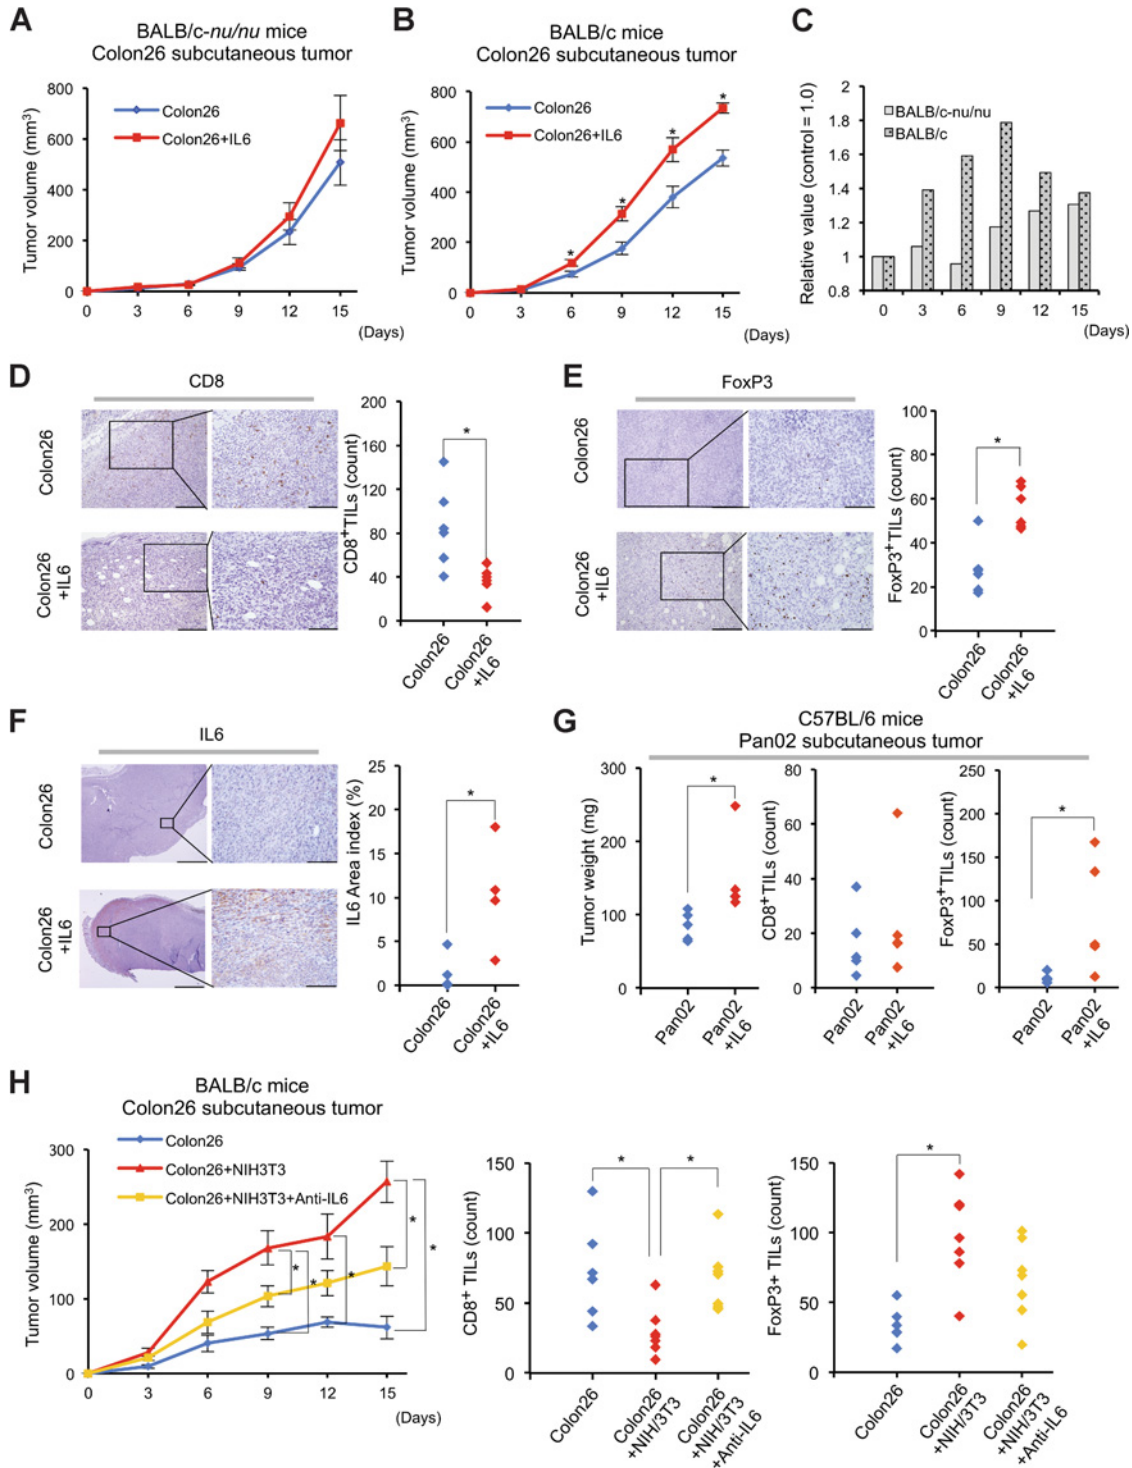 A
BALB/c-nu/nu mice
Colon26 subcutaneous tumor
Tumor volume (mm3)
800
600
400
200
0
Colon26
Colon26+IL6
0 3 6 9 12 15
(Days)
B
BALB/c mice
Colon26 subcutaneous tumor
Tumor volume (mm3)
800
600
400
200
0
Colon26
Colon26+IL6
* * * *
0 3 6 9 12 15
(Days)
C
Relative value (control = 1.0)
2
1.8
1.6
1.4
1.2
1
0.8
BALB/c-nu/nu
BALB/c
0 3 6 9 12 15
(Days)
D
CD8
Colon26
Colon26
+IL6
CD8+TILs (count)
200
160
120
80
40
0
*
Colon26
Colon26
+IL6
E
FoxP3
Colon26
Colon26
+IL6
FoxP3+TILs (count)
100
80
60
40
20
0
*
Colon26
Colon26
+IL6
F
IL6
Colon26
Colon26
+IL6
IL6 Area index (%)
25
20
15
10
5
0
*
Colon26
Colon26
+IL6
G
C57BL/6 mice
Pan02 subcutaneous tumor
Tumor weight (mg)
300
200
100
0
*
Pan02
Pan02
+IL6
CD8+TILs (count)
80
60
40
20
0
Pan02
Pan02
+IL6
FoxP3+TILs (count)
250
200
150
100
50
0
*
Pan02
Pan02
+IL6
H
BALB/c mice
Colon26 subcutaneous tumor
Tumor volume (mm3)
300
200
100
0
Colon26
Colon26+NIH3T3
Colon26+NIH3T3+Anti-IL6
* * * * *
0 3 6 9 12 15
(Days)
CD8+ TILs (count)
150
100
50
0
* *
Colon26
Colon26
+NIH/3T3
Colon26
+NIH/3T3
+Anti-IL6
FoxP3+ TILs (count)
150
100
50
0
*
Colon26
Colon26
+NIH/3T3
Colon26
+NIH/3T3
+Anti-IL6